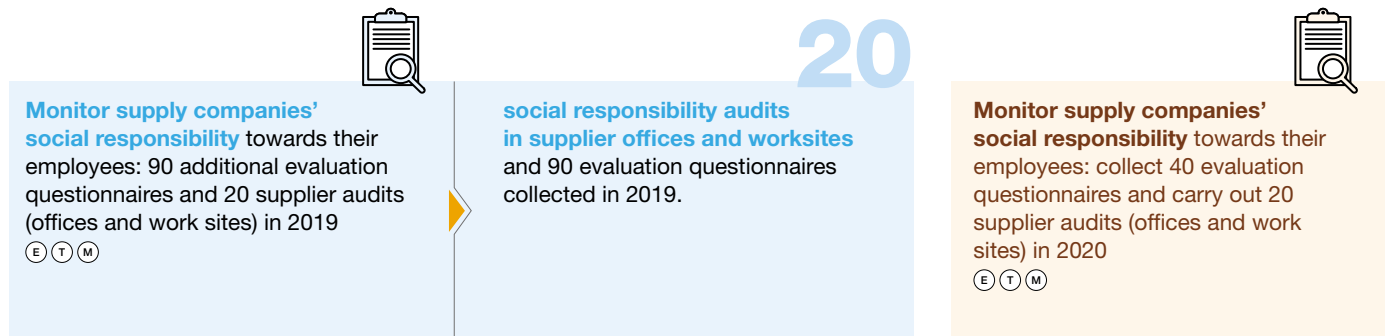 Monitor supply companies'
social responsibility towards their
employees: 90 additional evaluation
questionnaires and 20 supplier audits
(offices and work sites) in 2019
E T M
20
social responsibility audits
in supplier offices and worksites
and 90 evaluation questionnaires
collected in 2019.
Monitor supply companies'
social responsibility towards their
employees: collect 40 evaluation
questionnaires and carry out 20
supplier audits (offices and work
sites) in 2020
E T M